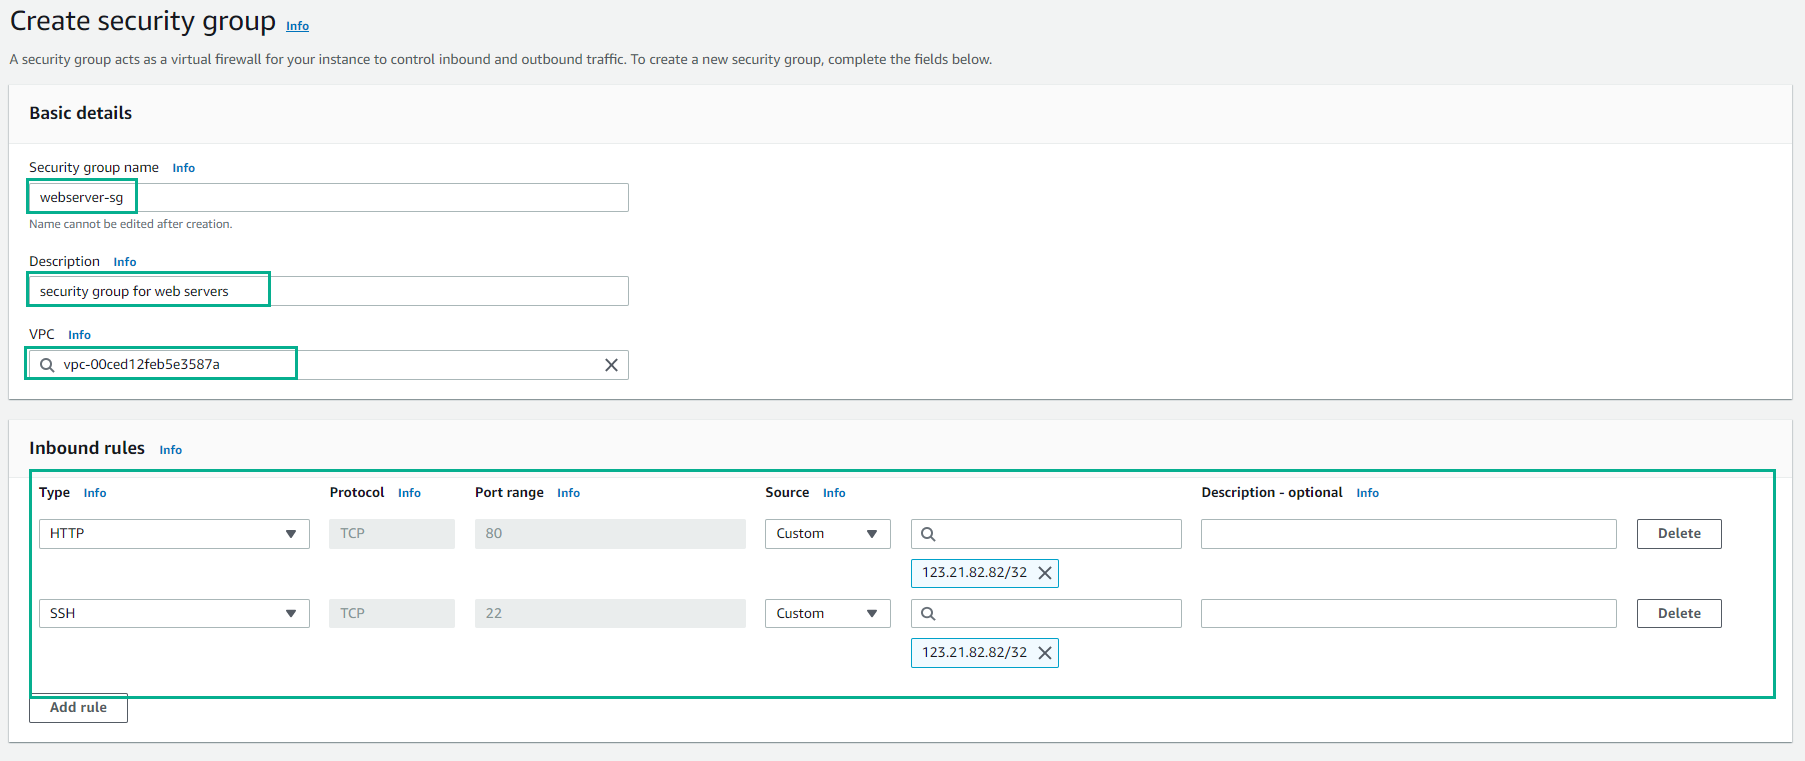 Create security group Info
A security group acts as a virtual firewall for your instance to control inbound and outbound traffic. To create a new security group, complete the fields below.
Basic details
Security group name Info
webserver-sg
Name cannot be edited after creation.
Description Info
security group for web servers
VPC Info
vpc-00ced12feb5e3587a
Inbound rules Info
Type Info Protocol Info Port range Info Source Info Description - optional Info
HTTP TCP 80 Custom Delete
123.21.82.82/32
SSH TCP 22 Custom Delete
123.21.82.82/32
Add rule